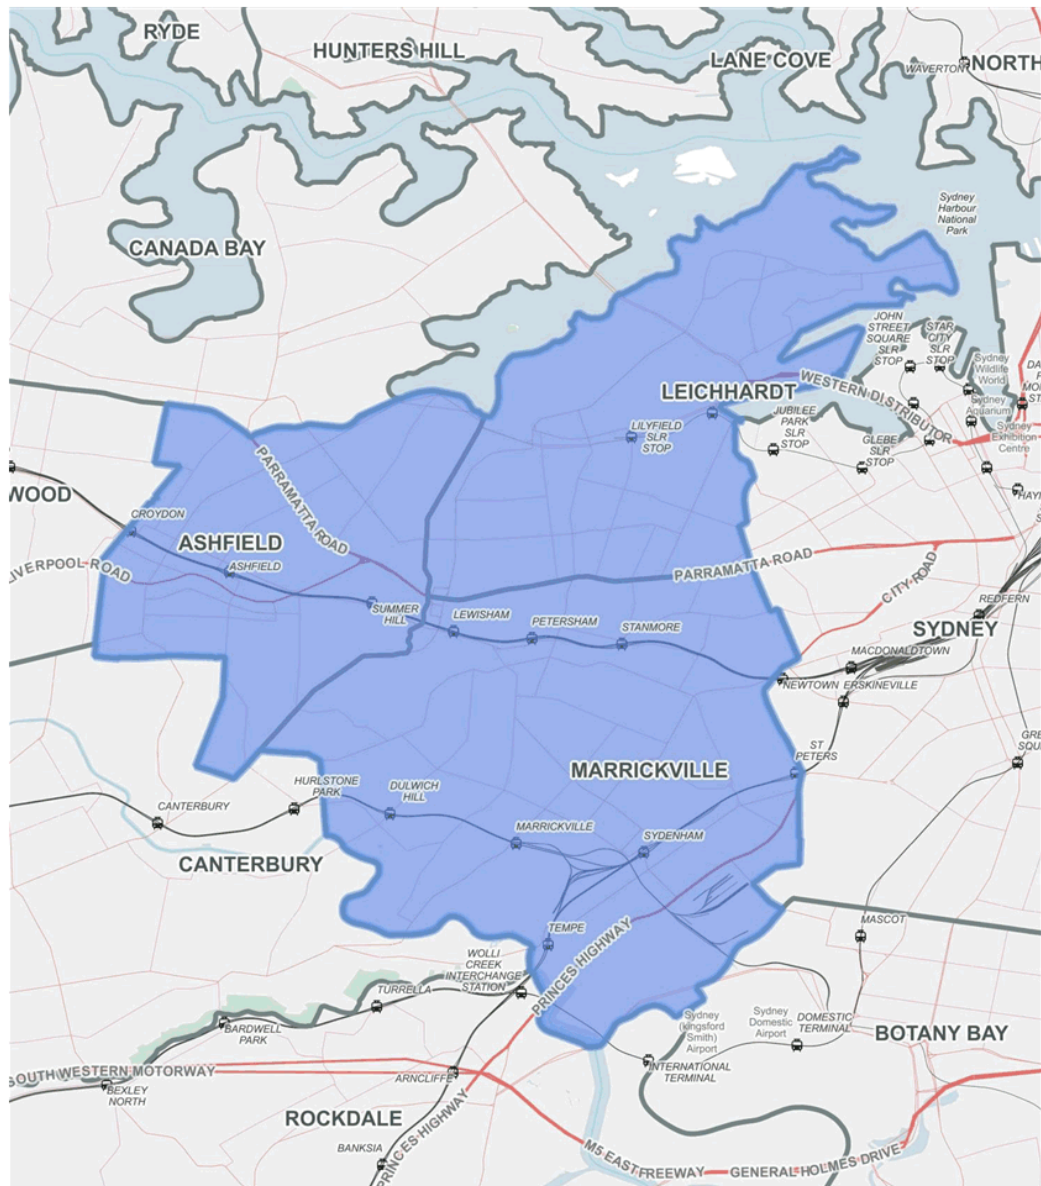 RYDE
HUNTERS HILL
LANE COVE
WAVERTON
NORTH
CANADA BAY
Sydney
Harbour
National
Park
JOHN
STREET
SQUARE
SLR
STOP
STAR
CITY
SLR
STOP
Sydney
Wildlife
World
Sydney
Aquarium
Sydney
Exhibition
Centre
LEICHHARDT
WESTERN DISTRIBUTOR
JUBILEE
PARK
SLR
STOP
LILYFIELD
SLR
STOP
GLEBE
SLR
STOP
WOOD
CROYDON
PARRAMATTA ROAD
ASHFIELD
ASHFIELD
LIVERPOOL ROAD
PARRAMATTA ROAD
CITY ROAD
REDFERN
SUMMER
HILL
LEWISHAM
PETERSHAM
STANMORE
SYDNEY
MACDONALDTOWN
NEWTOWN
ERSKINEVILLE
ST
PETERS
MARRICKVILLE
HURLSTONE
PARK
DULWICH
HILL
CANTERBURY
MARRICKVILLE
SYDENHAM
CANTERBURY
MASCOT
TEMPE
PRINCES HIGHWAY
WOLLI
CREEK
INTERCHANGE
STATION
TURRELLA
BARDWELL
PARK
Sydney
(kingsford
Smith)
Airport
Sydney
Domestic
Airport
DOMESTIC
TERMINAL
BOTANY BAY
SOUTH WESTERN MOTORWAY
BEXLEY
NORTH
ARNCLIFFE
INTERNATIONAL
TERMINAL
ROCKDALE
BANKSIA
PRINCES HIGHWAY
M5 EAST FREEWAY
GENERAL HOLMES DRIVE